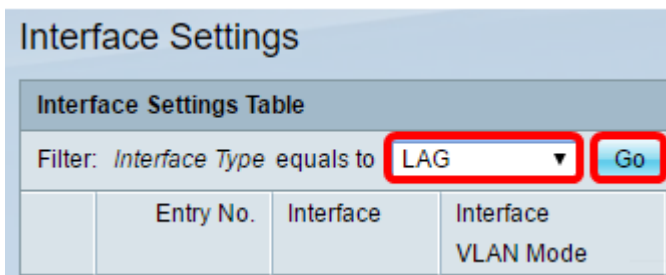 Interface Settings
Interface Settings Table
Filter: Interface Type equals to LAG Go
Entry No. Interface Interface
VLAN Mode